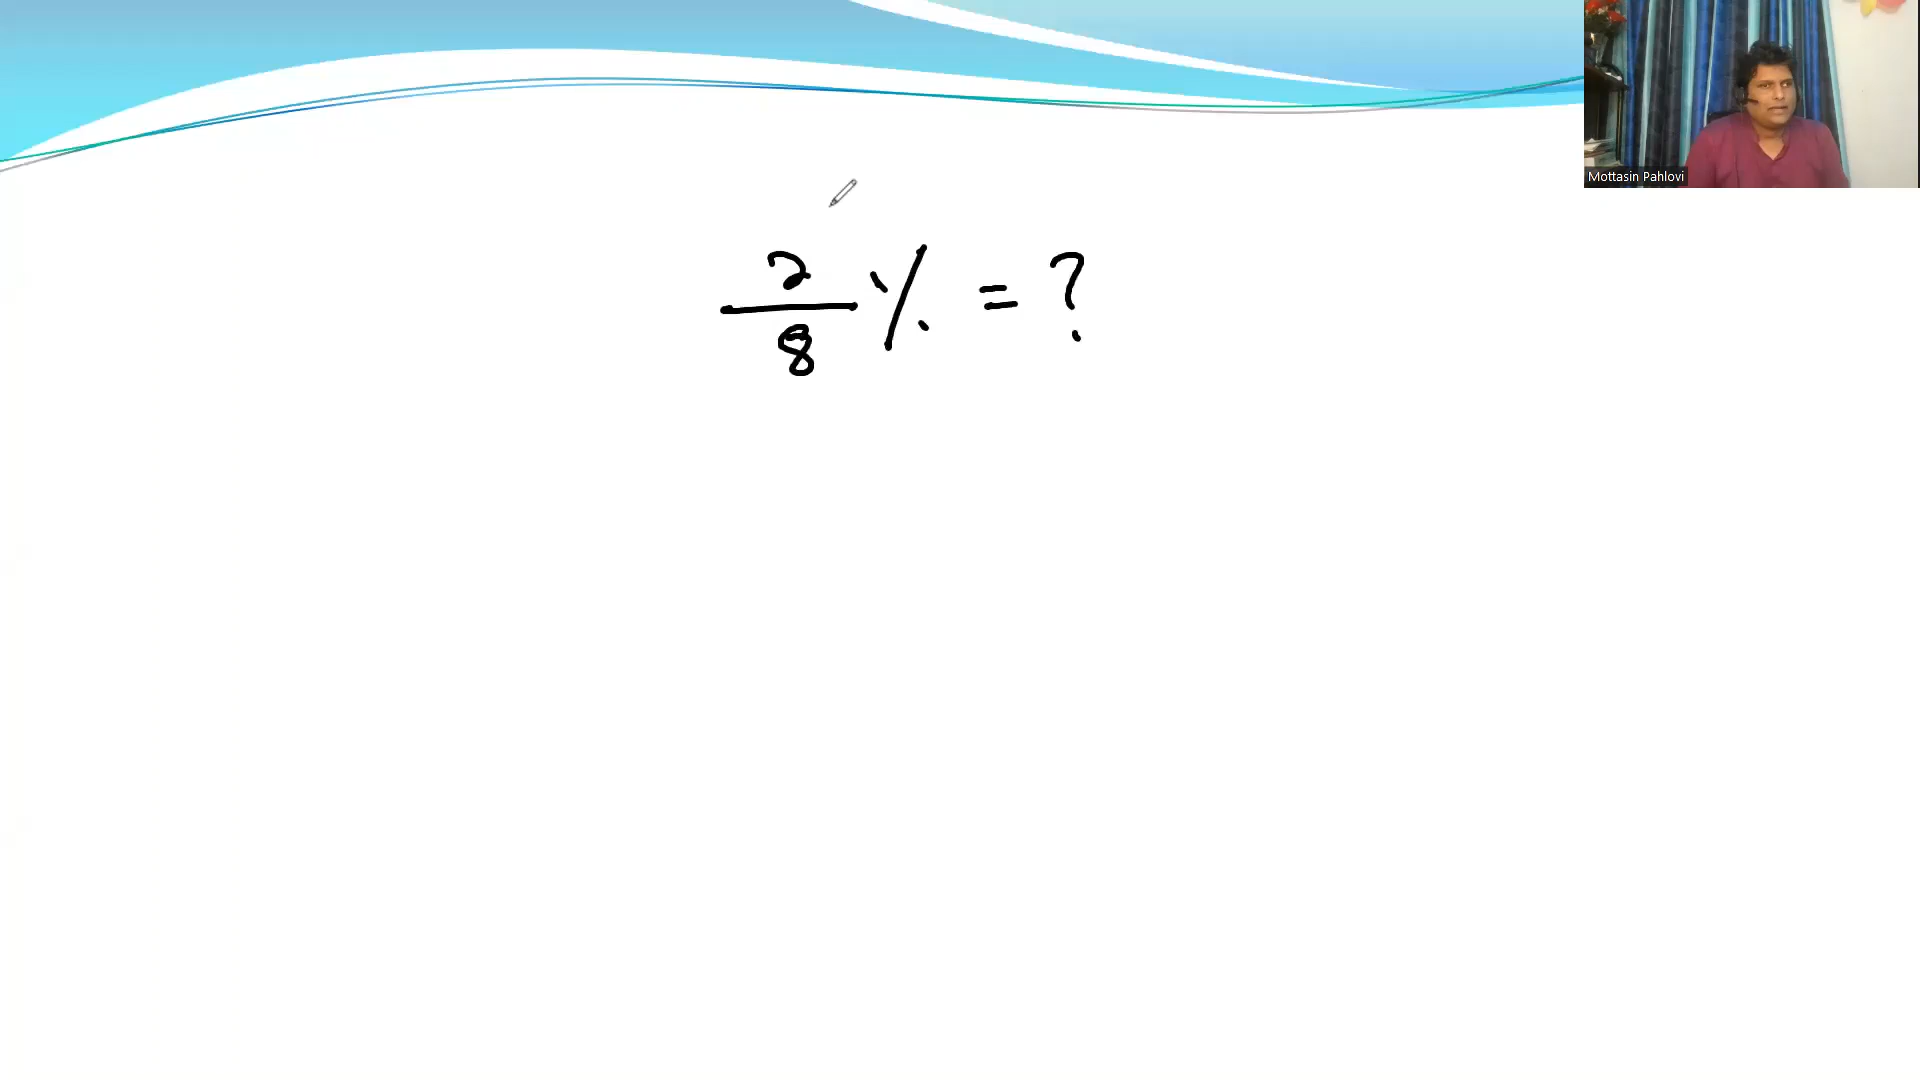 Mottasin Pahlovi
2/8 % = ?